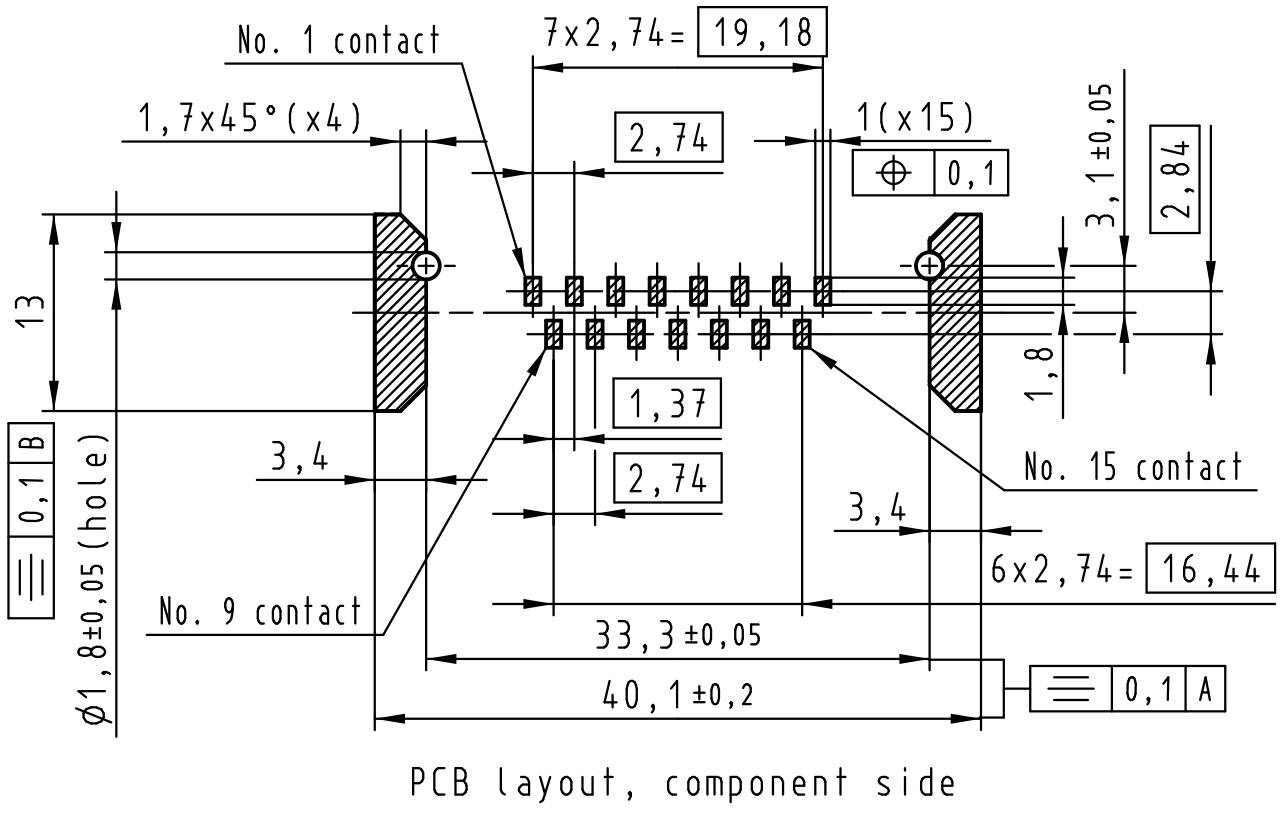 No. 1 contact
7x2,74= 19,18
1,7x45°(x4)
2,74
1(x15)
⌖ 0,1
3,1±0,05
2,84
13
1,8
1,37
3,4
2,74
No. 15 contact
⌯ 0,1 B
ø1,8±0,05(hole)
3,4
6x2,74= 16,44
No. 9 contact
33,3±0,05
40,1±0,2
⌯ 0,1 A
PCB layout, component side